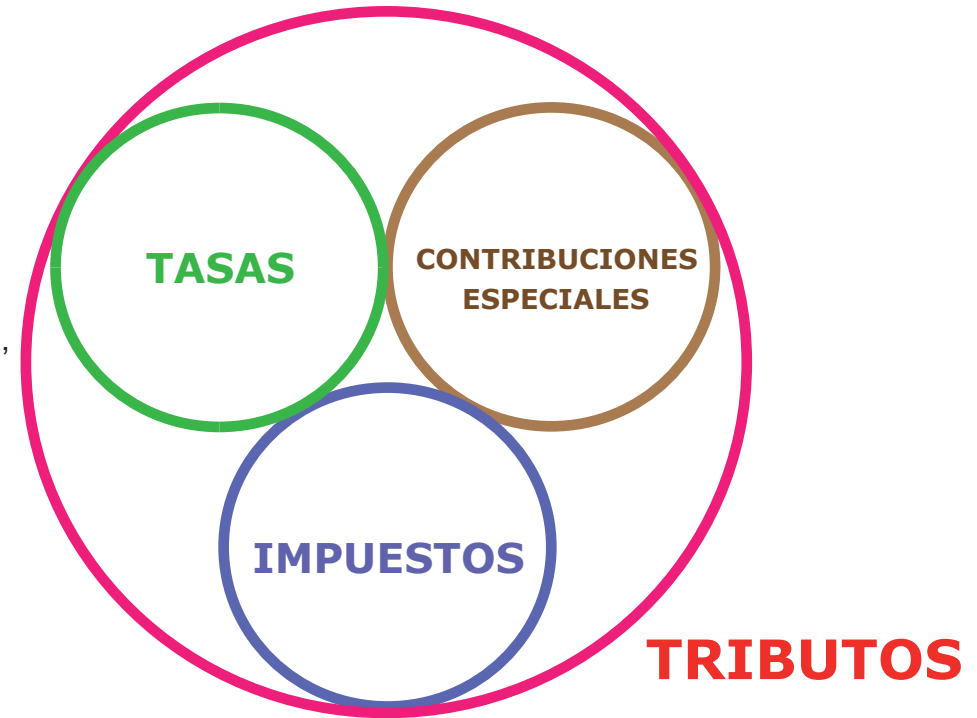 TASAS
CONTRIBUCIONES
ESPECIALES
,
IMPUESTOS
TRIBUTOS